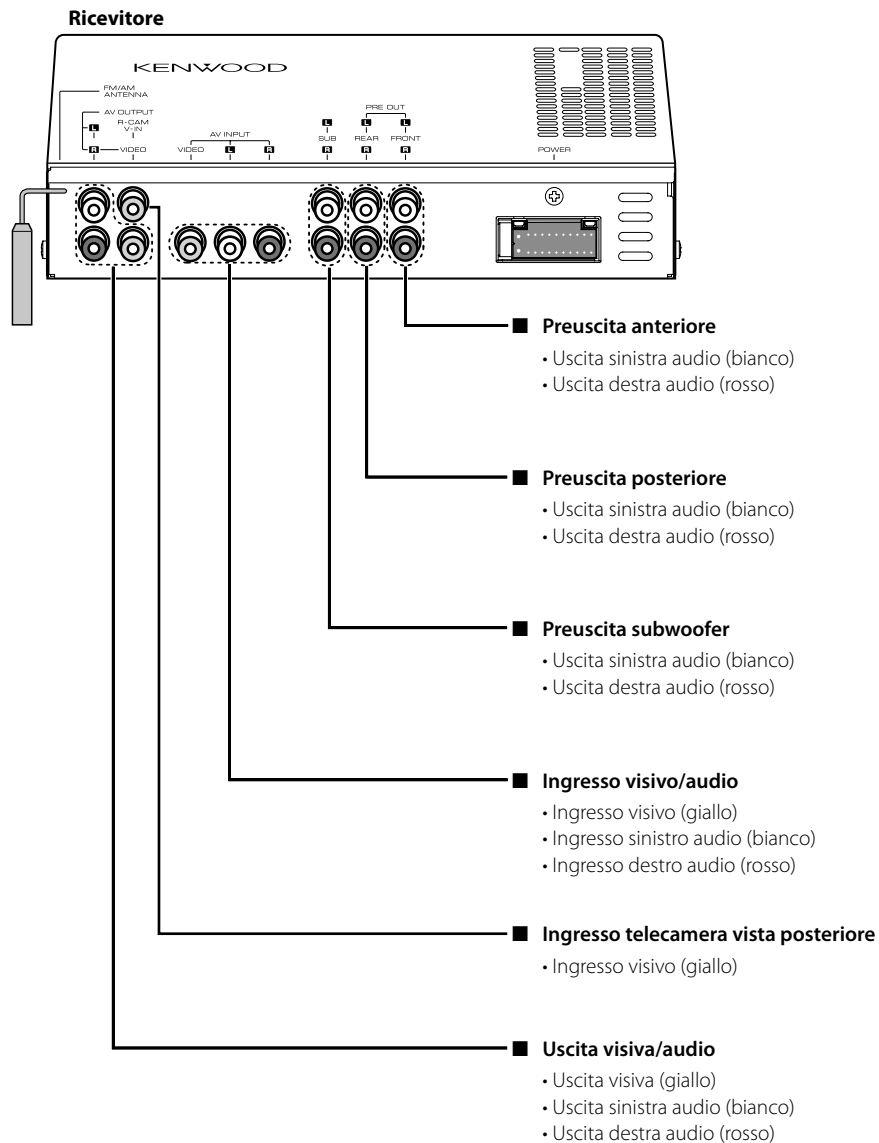 Ricevitore
KENWOOD
FM/AM
ANTENNA
AV OUTPUT
L
R-CAM
V-IN
R
VIDEO
AV INPUT
VIDEO L R
PRE OUT
L L L
SUB REAR FRONT
R R R
POWER
■ Preuscita anteriore
• Uscita sinistra audio (bianco)
• Uscita destra audio (rosso)
■ Preuscita posteriore
• Uscita sinistra audio (bianco)
• Uscita destra audio (rosso)
■ Preuscita subwoofer
• Uscita sinistra audio (bianco)
• Uscita destra audio (rosso)
■ Ingresso visivo/audio
• Ingresso visivo (giallo)
• Ingresso sinistro audio (bianco)
• Ingresso destro audio (rosso)
■ Ingresso telecamera vista posteriore
• Ingresso visivo (giallo)
■ Uscita visiva/audio
• Uscita visiva (giallo)
• Uscita sinistra audio (bianco)
• Uscita destra audio (rosso)